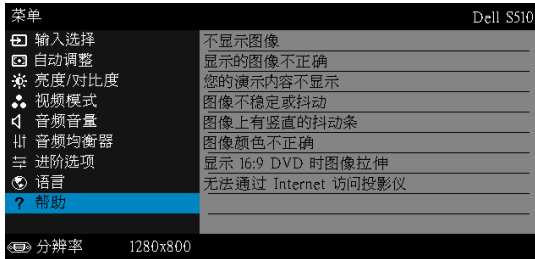 菜单 Dell S510
输入选择 不显示图像
自动调整 显示的图像不正确
亮度/对比度 您的演示内容不显示
视频模式 图像不稳定或抖动
音频音量 图像上有竖直的抖动条
音频均衡器 图像颜色不正确
进阶选项 显示 16:9 DVD 时图像拉伸
语言 无法通过 Internet 访问投影仪
? 帮助
分辨率 1280x800